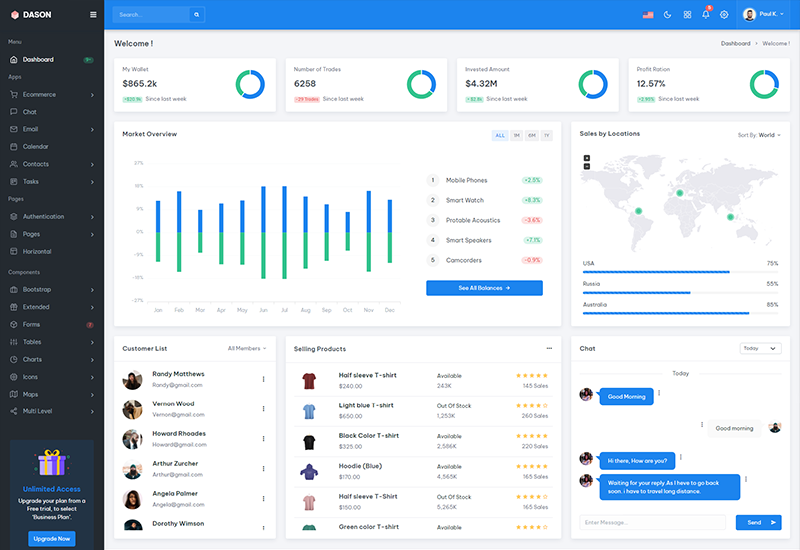 DASON
Search...
8
Paul K.
Menu
Dashboard
9+
Apps
Ecommerce
Chat
Email
Calendar
Contacts
Tasks
Pages
Authentication
Pages
Horizontal
Components
Bootstrap
Extended
Forms
7
Tables
Charts
Icons
Maps
Multi Level
Unlimited Access
Upgrade your plan from a
Free trial, to select
'Business Plan'.
Upgrade Now
Welcome !
Dashboard > Welcome !
My Wallet
$865.2k
+$20.9k Since last week
Number of Trades
6258
-29 Trades Since last week
Invested Amount
$4.32M
+$2.8k Since last week
Profit Ration
12.57%
+2.95% Since last week
Market Overview
ALL 1M 6M 1Y
Jan Feb Mar Apr May Jun Jul Aug Sep Oct Nov Dec
1 Mobile Phones +2.5%
2 Smart Watch +8.3%
3 Protable Acoustics -3.6%
4 Smart Speakers +7.1%
5 Camcorders -0.9%
See All Balances →
Sales by Locations
Sort By: World
+
−
USA 75%
Russia 55%
Australia 85%
Customer List
All Members
Randy Matthews
Randy@gmail.com
Vernon Wood
Vernon@gmail.com
Howard Rhoades
Howard@gmail.com
Arthur Zurcher
Arthur@gmail.com
Angela Palmer
Angela@gmail.com
Dorothy Wimson
Selling Products
Half sleeve T-shirt Available
$240.00 243K 145 Sales
Light blue T-shirt Out Of Stock
$650.00 1,253K 260 Sales
Black Color T-shirt Available
$325.00 2,586K 220 Sales
Hoodie (Blue) Available
$170.00 4,565K 165 Sales
Half sleeve T-Shirt Out Of Stock
$150.00 5,265K 165 Sales
Green color T-shirt Available
Chat
Today
Today
Good Morning
Good morning
Hi there, How are you?
Waiting for your reply. As I have to go back
soon. i have to travel long distance.
Enter Message...
Send